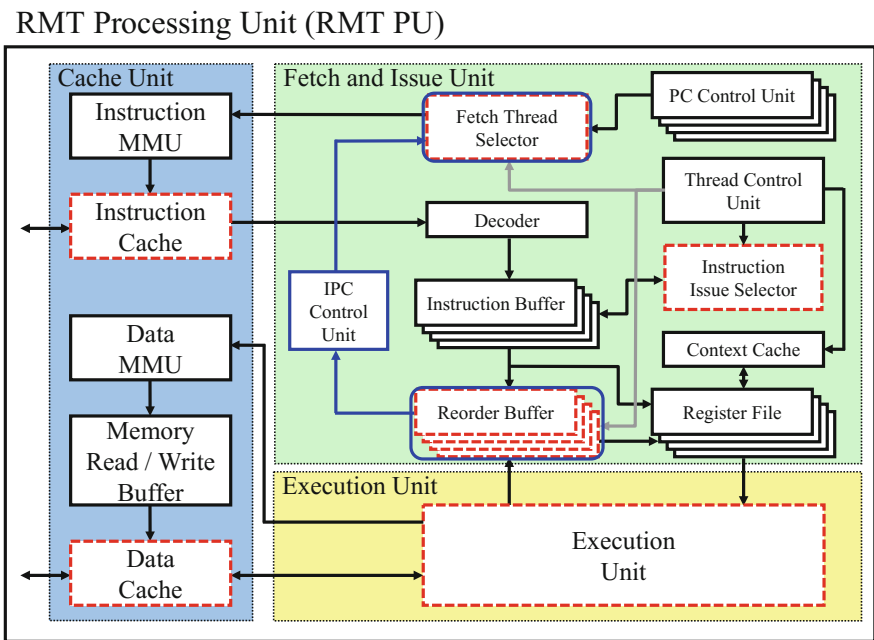 RMT Processing Unit (RMT PU)
Cache Unit
Instruction
MMU
Instruction
Cache
Data
MMU
Memory
Read / Write
Buffer
Data
Cache
Fetch and Issue Unit
Fetch Thread
Selector
PC Control Unit
Thread Control
Unit
Decoder
Instruction
Issue Selector
IPC
Control
Unit
Instruction Buffer
Context Cache
Reorder Buffer
Register File
Execution Unit
Execution
Unit